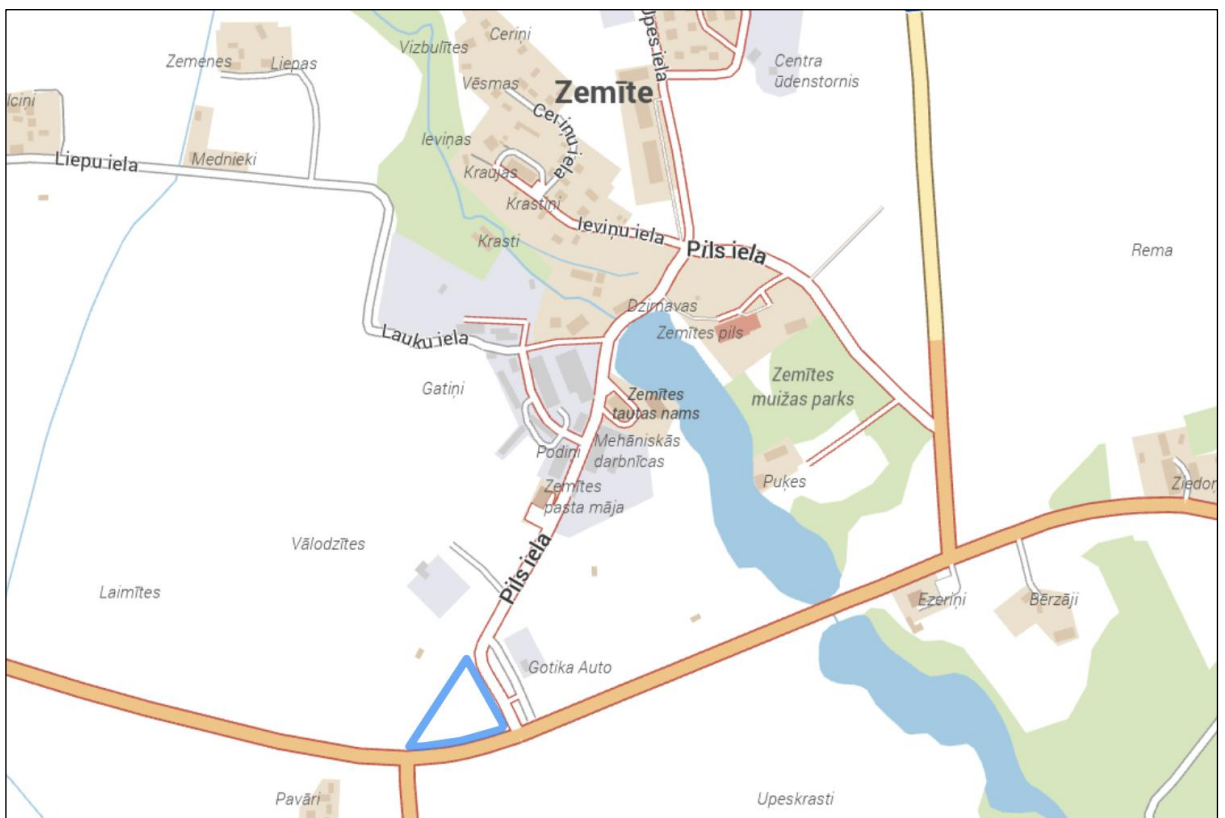 Ceriņi
Upes iela
Vizbulītes
Zemenes
Liepas
Centra
ūdenstornis
Vēsmas
Zemīte
Ceriņu iela
Ieviņas
Liepu iela
Mednieki
Kraujas
Krastiņi
Ieviņu iela
Krasti
Pils iela
Rema
Dzirnavas
Zemītes pils
Lauku iela
Gatiņi
Zemītes
muižas parks
Zemītes
tautas nams
Mehāniskās
darbnīcas
Podiņi
Puķes
Zemītes
pasta māja
Vālodzītes
Pils iela
Laimītes
Ezeriņi
Bērzāji
Gotika Auto
Pavāri
Upeskrasti